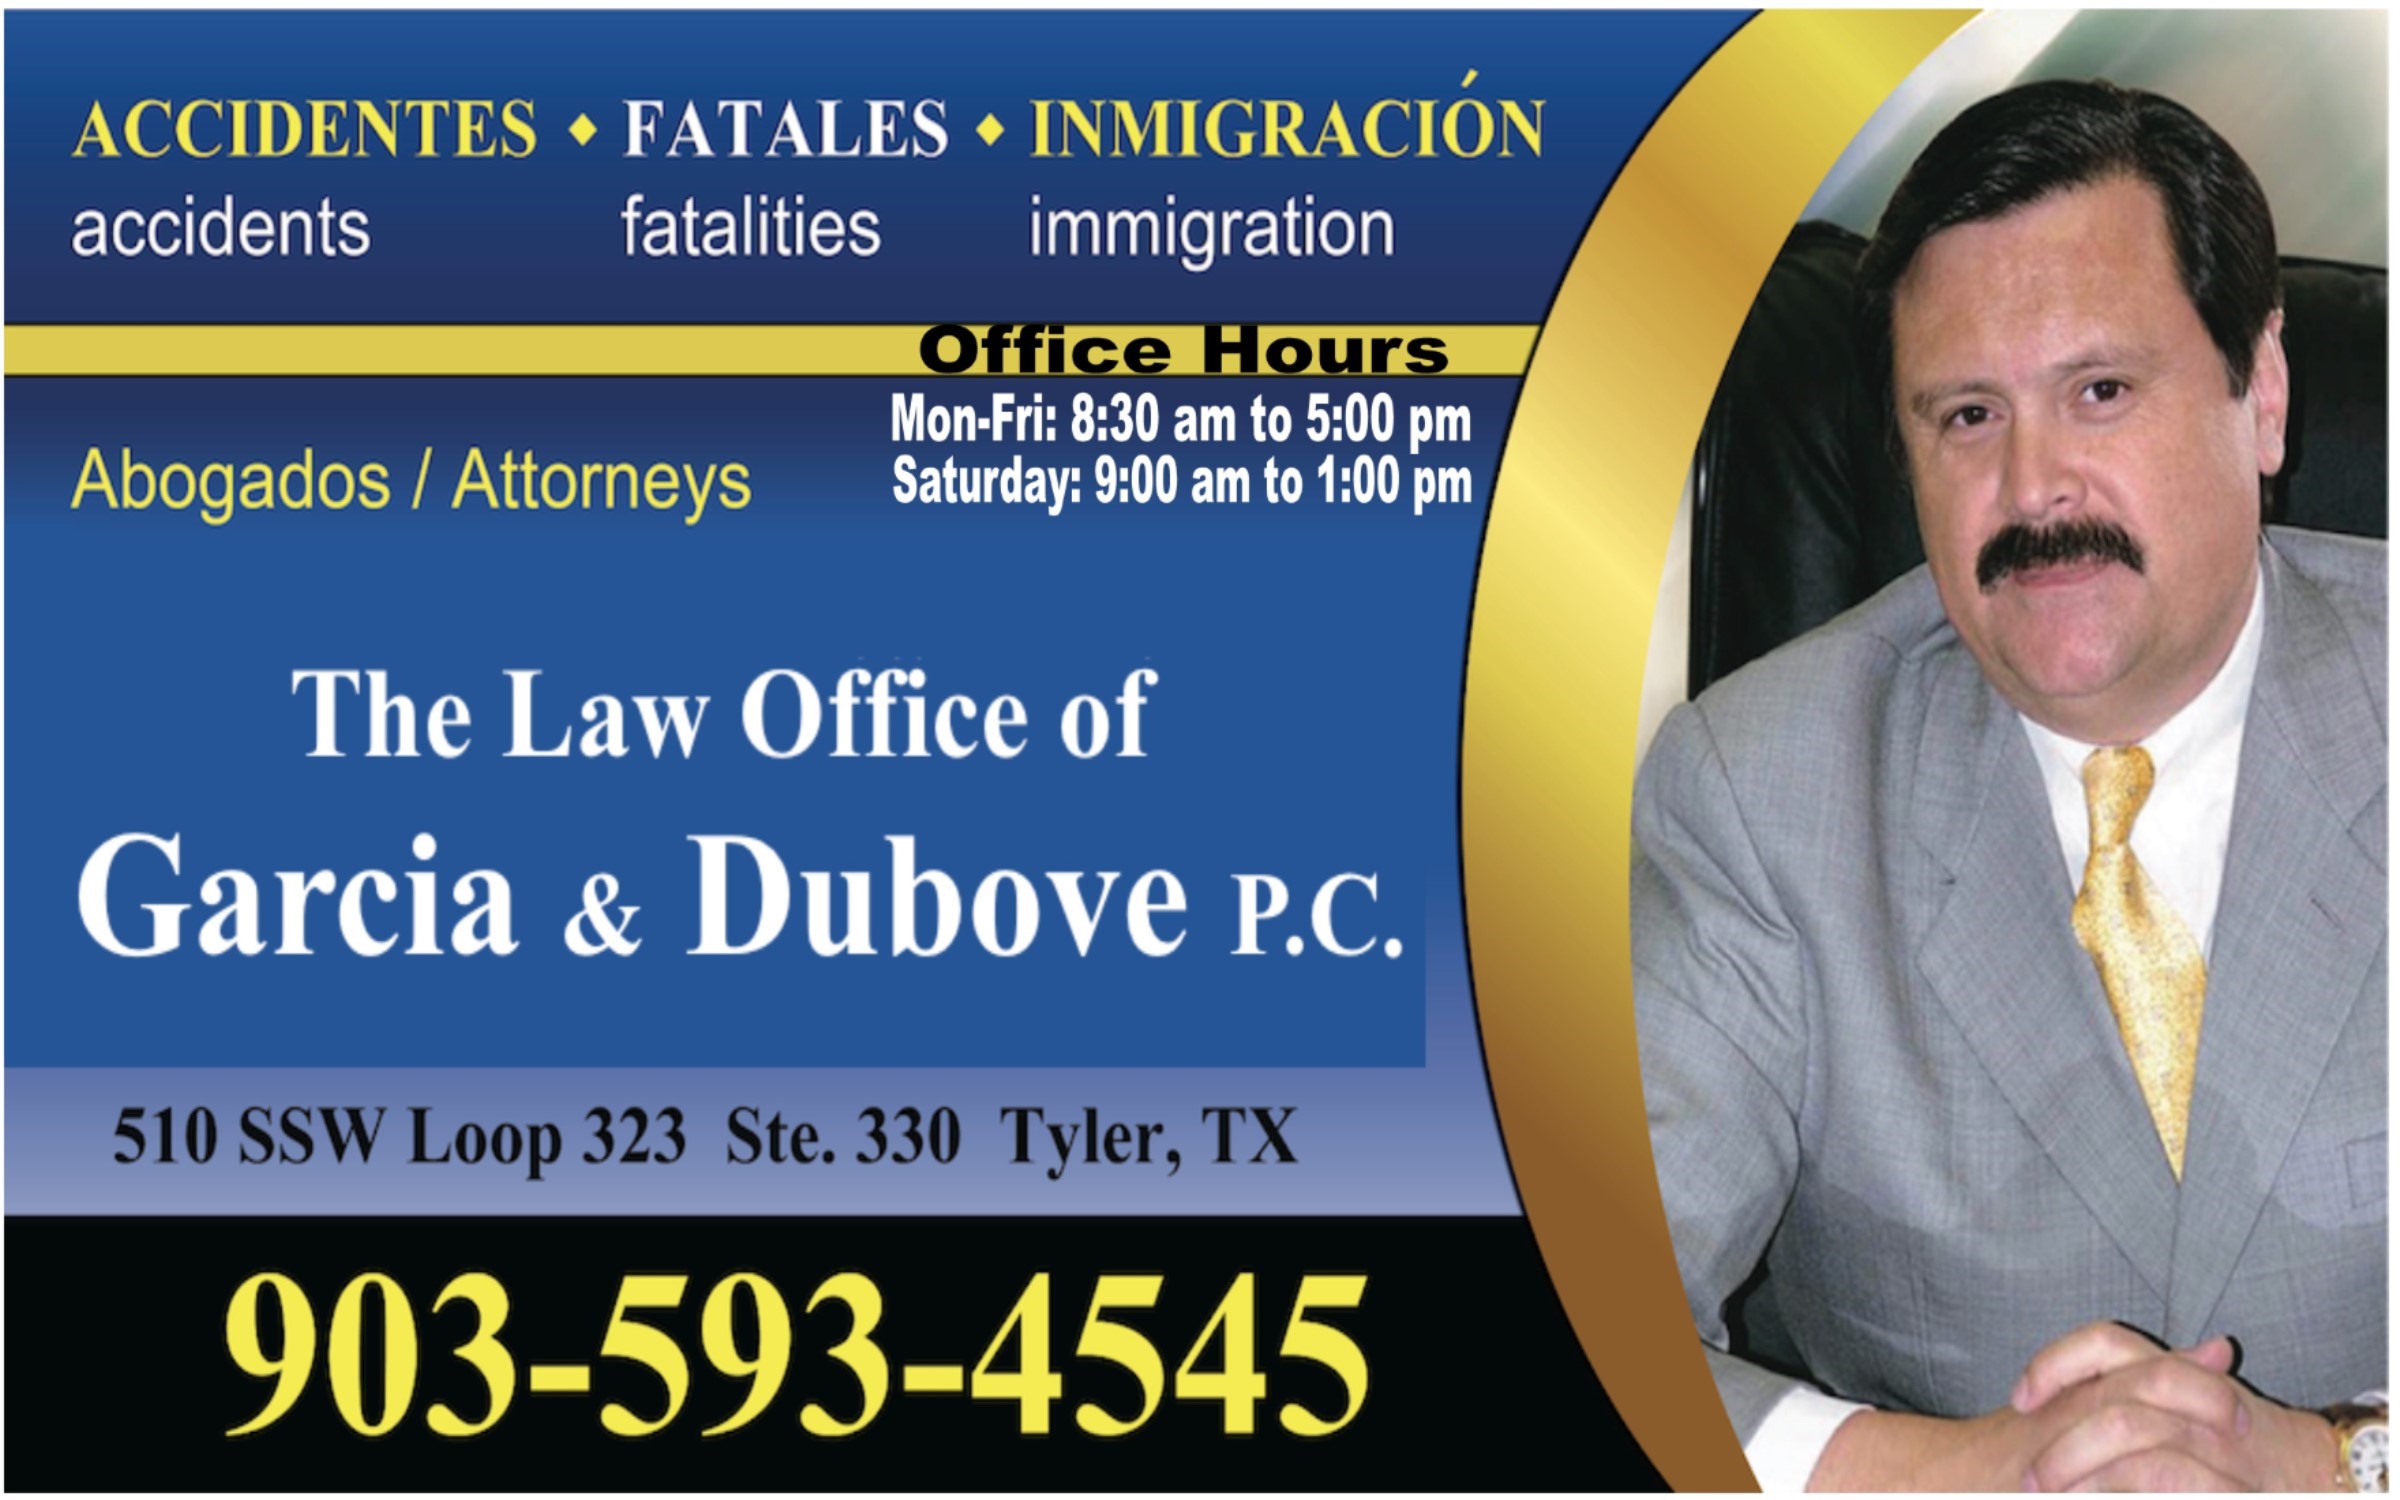 ACCIDENTES ⬥ FATALES ⬥ INMIGRACIÓN
accidents fatalities immigration
Office Hours
Mon-Fri: 8:30 am to 5:00 pm
Saturday: 9:00 am to 1:00 pm
Abogados / Attorneys
The Law Office of
Garcia & Dubove P.C.
510 SSW Loop 323 Ste. 330 Tyler, TX
903-593-4545